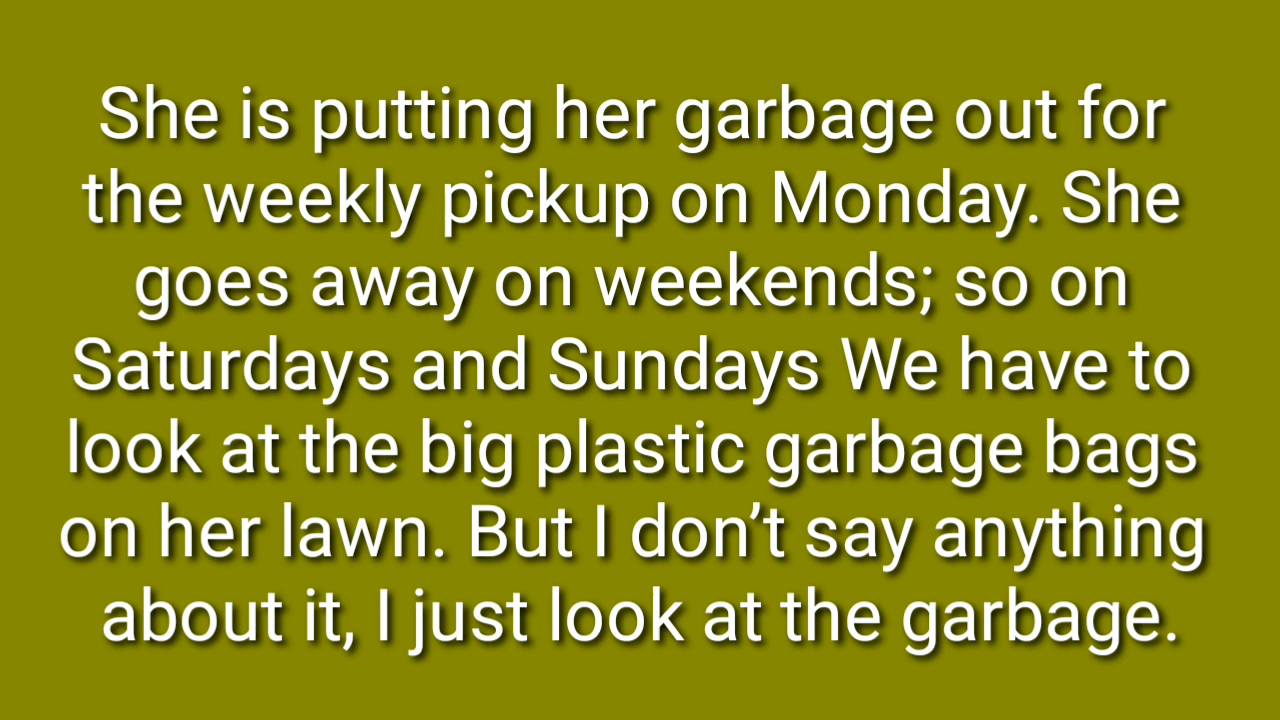 She is putting her garbage out for
the weekly pickup on Monday. She
goes away on weekends; so on
Saturdays and Sundays We have to
look at the big plastic garbage bags
on her lawn. But I don’t say anything
about it, I just look at the garbage.